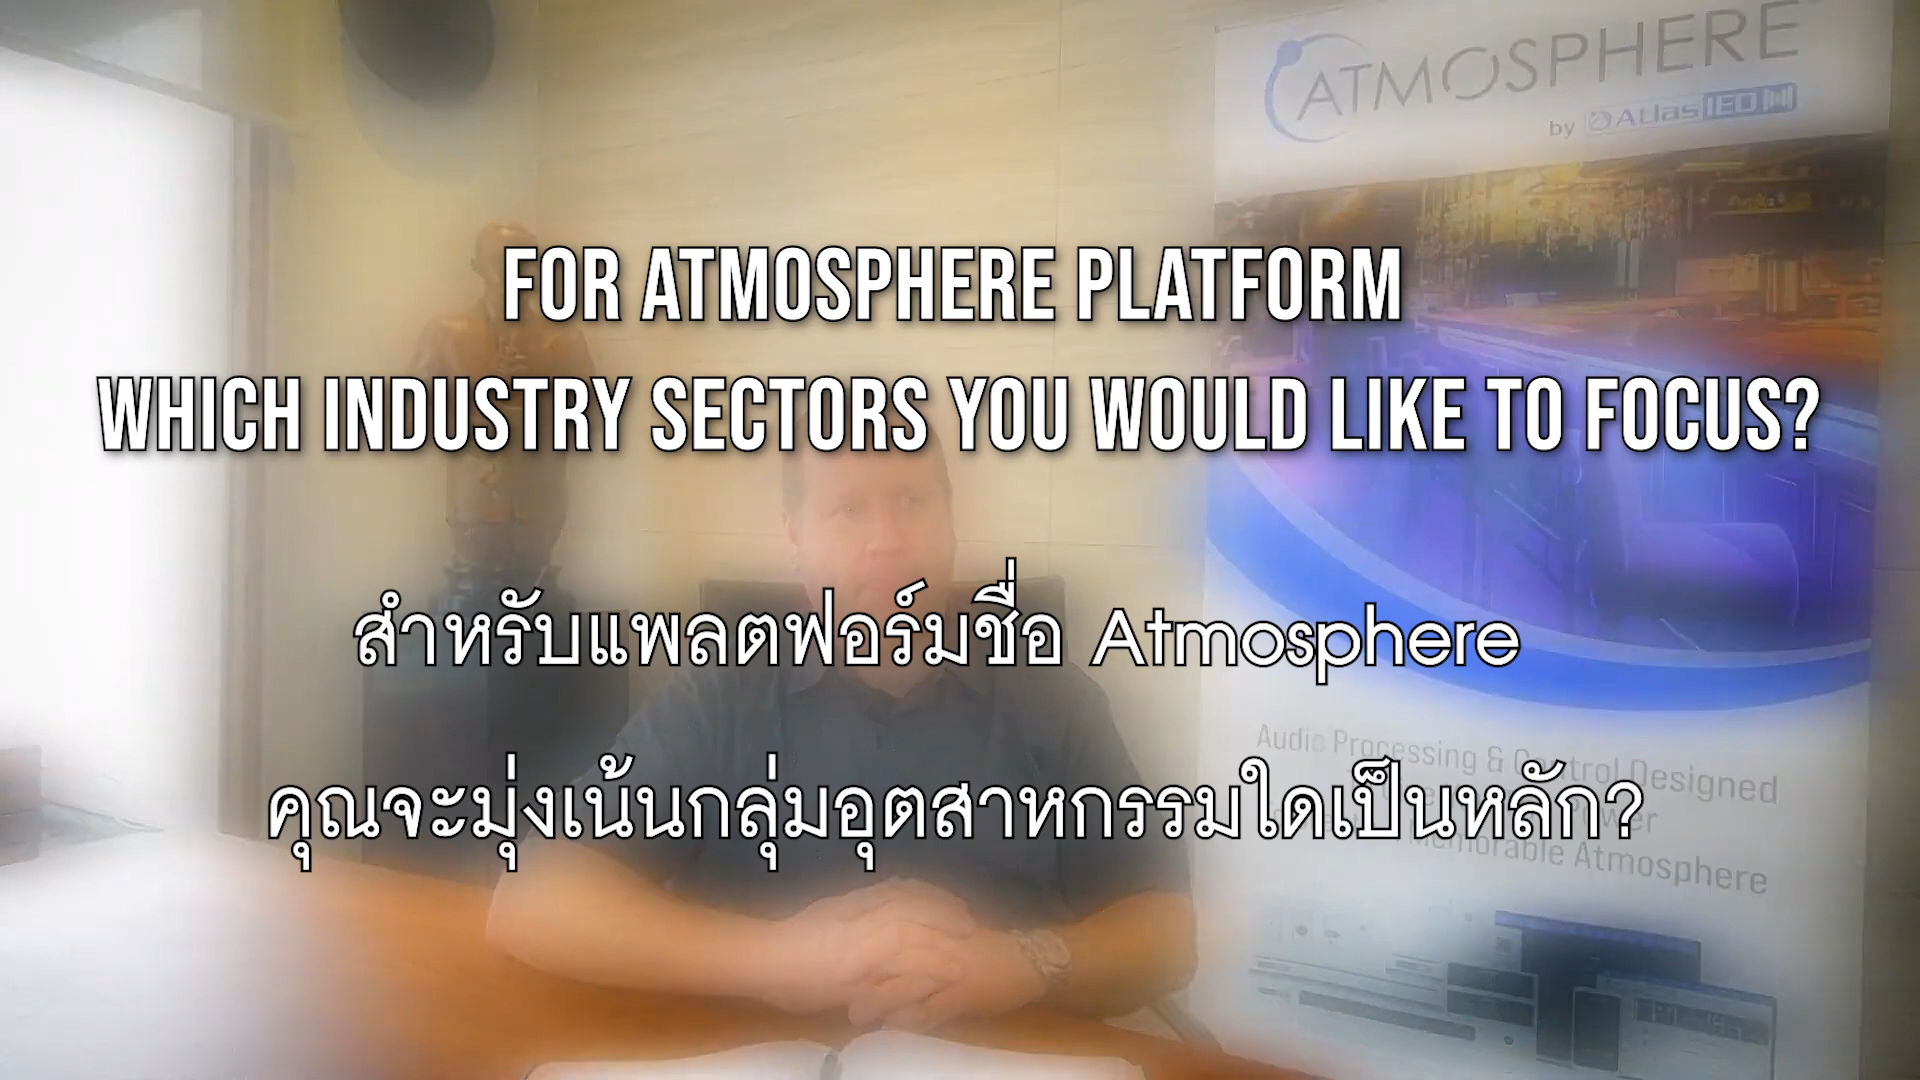 ATMOSPHERE
by AtlasIED
FOR ATMOSPHERE PLATFORM
WHICH INDUSTRY SECTORS YOU WOULD LIKE TO FOCUS?
สำหรับแพลตฟอร์มชื่อ Atmosphere
คุณจะมุ่งเน้นกลุ่มอุตสาหกรรมใดเป็นหลัก?
Audio Processing & Control Designed
Memorable Atmosphere